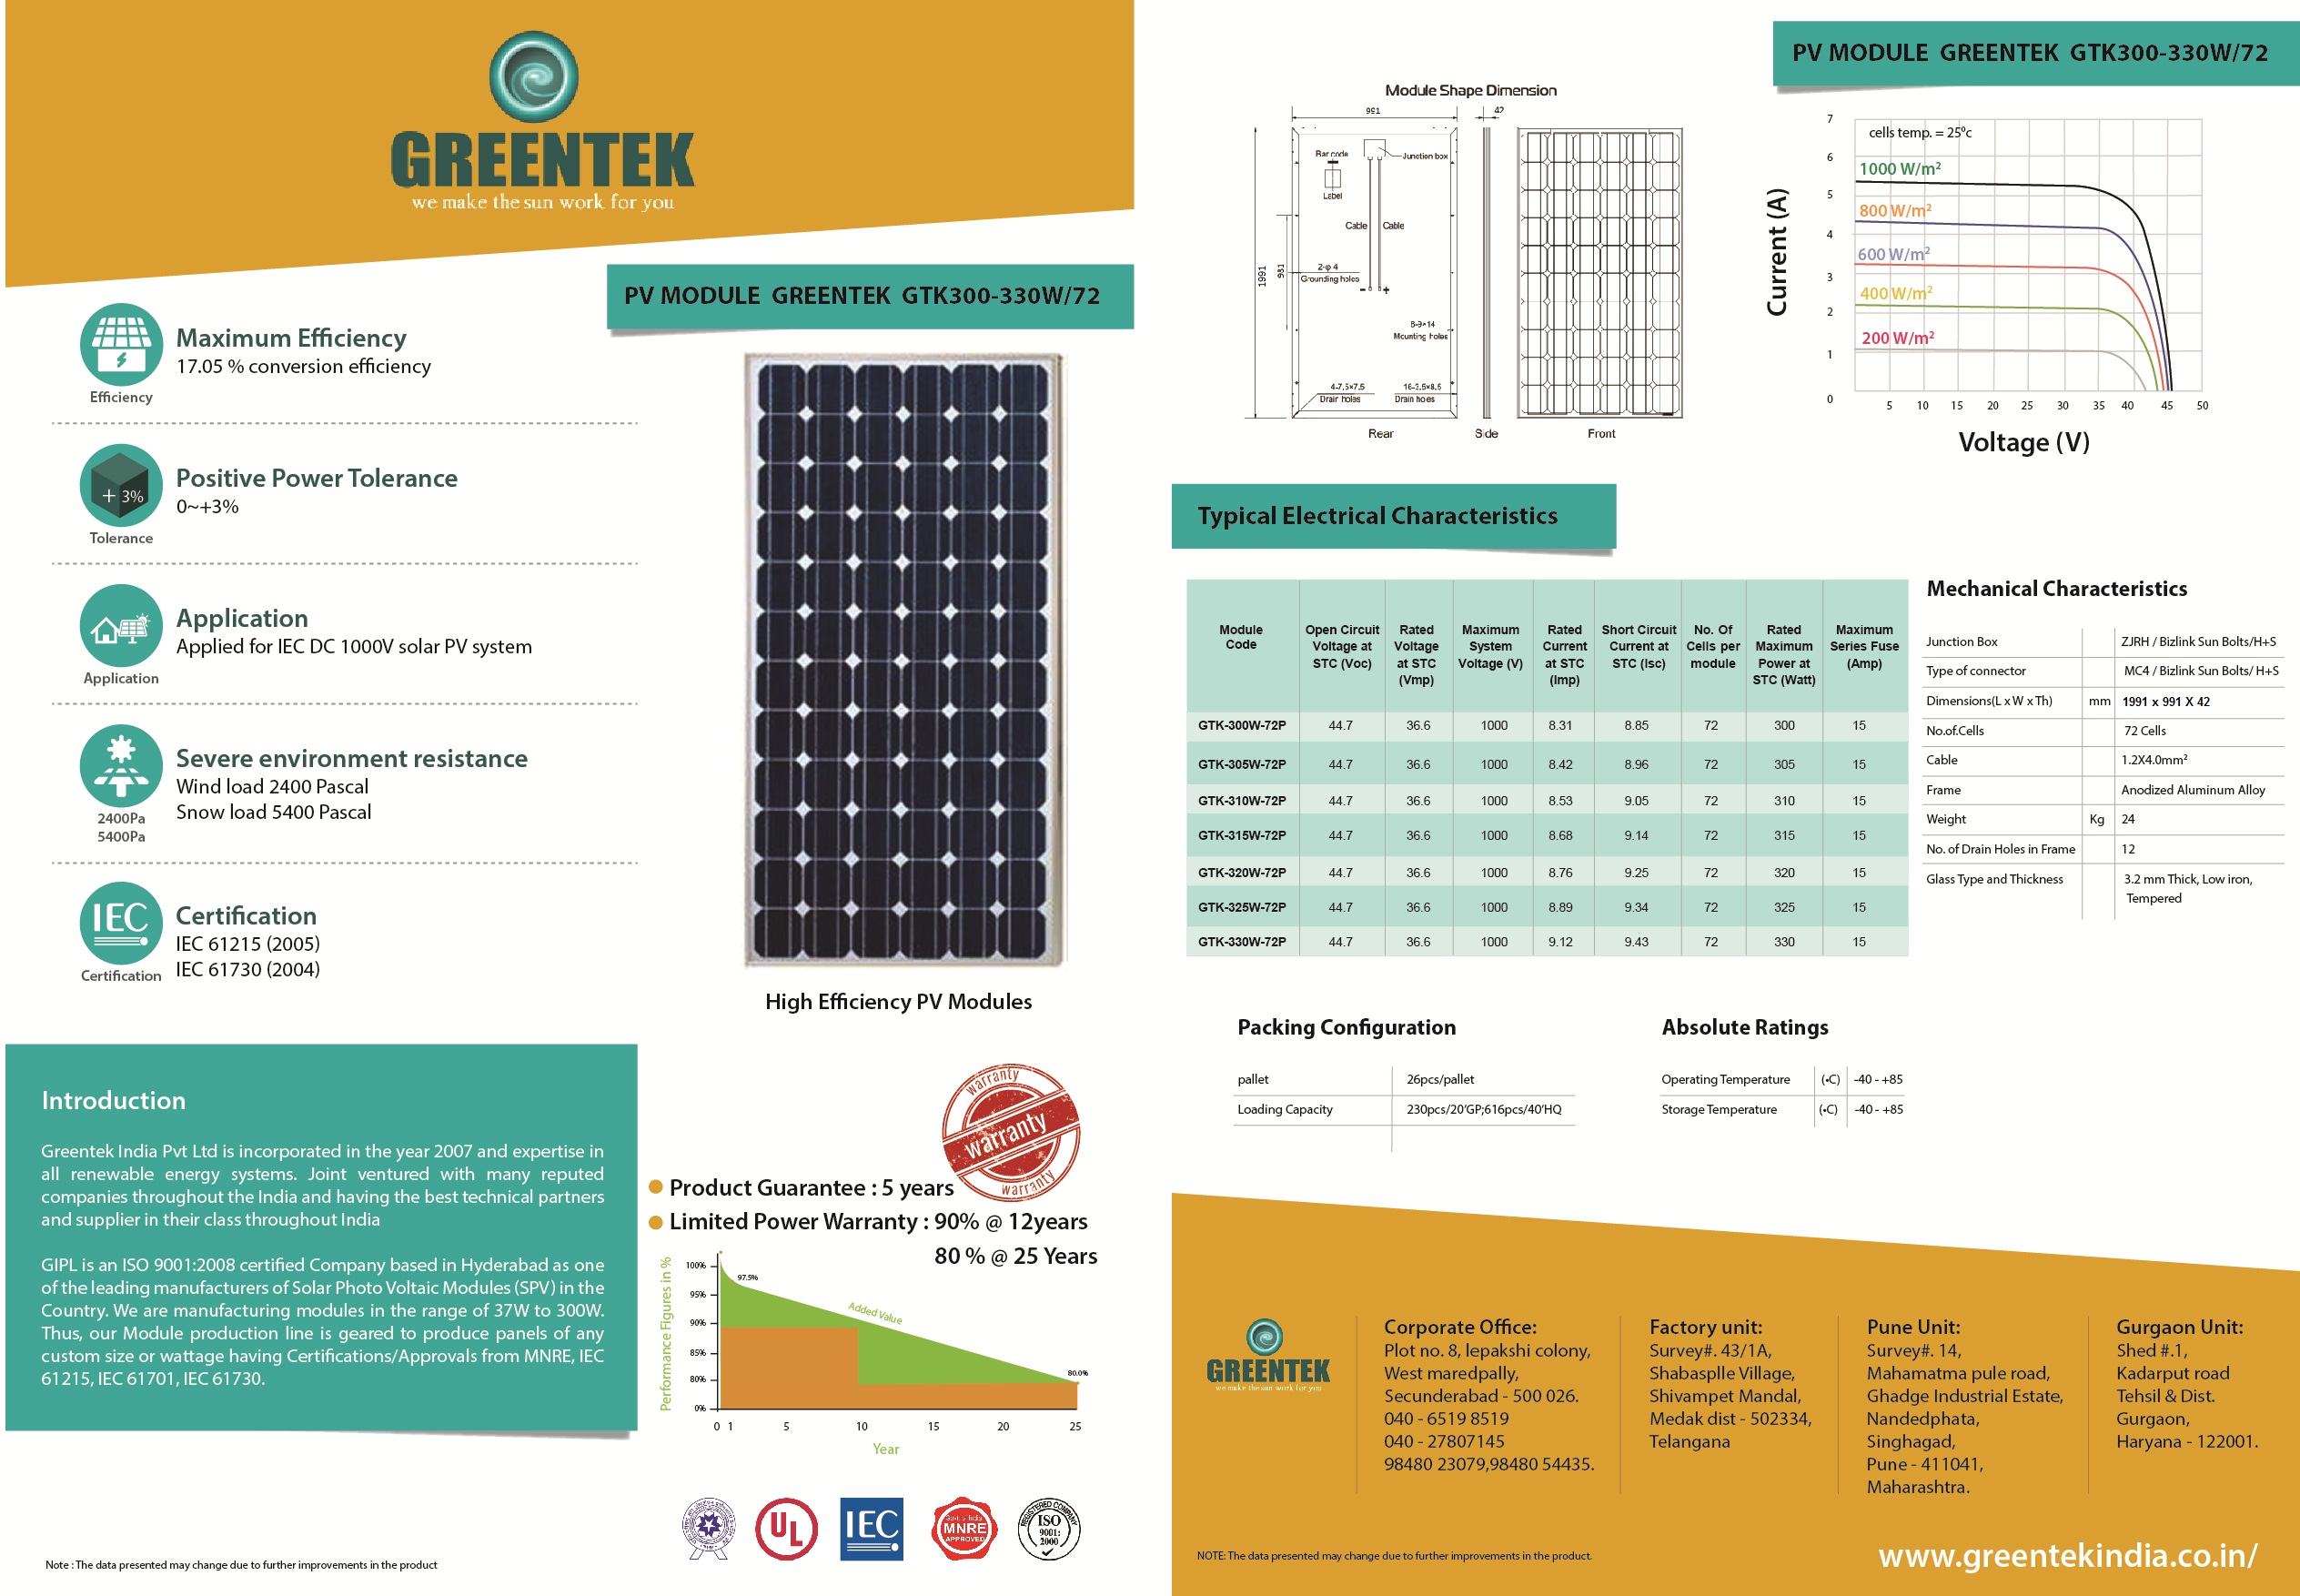 GREENTEK
we make the sun work for you
PV MODULE GREENTEK GTK300-330W/72
Maximum Efficiency
17.05 % conversion efficiency
Efficiency
Positive Power Tolerance
0~+3%
+ 3%
Tolerance
Application
Applied for IEC DC 1000V solar PV system
Application
Severe environment resistance
Wind load 2400 Pascal
Snow load 5400 Pascal
2400Pa
5400Pa
IEC
Certification
IEC 61215 (2005)
IEC 61730 (2004)
Certification
High Efficiency PV Modules
Introduction
Greentek India Pvt Ltd is incorporated in the year 2007 and expertise in
all renewable energy systems. Joint ventured with many reputed
companies throughout the India and having the best technical partners
and supplier in their class throughout India
GIPL is an ISO 9001:2008 certified Company based in Hyderabad as one
of the leading manufacturers of Solar Photo Voltaic Modules (SPV) in the
Country. We are manufacturing modules in the range of 37W to 300W.
Thus, our Module production line is geared to produce panels of any
custom size or wattage having Certifications/Approvals from MNRE, IEC
61215, IEC 61701, IEC 61730.
warranty
warranty
warranty
Product Guarantee : 5 years
Limited Power Warranty : 90% @ 12years
80 % @ 25 Years
Performance Figures in %
100%
95%
90%
85%
80%
0%
97.5%
Added Value
80.0%
0 1 5 10 15 20 25
Year
UL
IEC
Govt. of India
MNRE
APPROVED
REGISTERED COMPANY
ISO
9001:
2000
Note : The data presented may change due to further improvements in the product
PV MODULE GREENTEK GTK300-330W/72
Module Shape Dimension
991
42
Bar code
Junction box
Label
Cable
Cable
1991
981
2-φ 4
Grounding holes
- +
8-9×14
Mounting holes
4-7.5×7.5
Drain holes
16-3.5×8.5
Drain holes
Rear
Side
Front
Current (A)
7
6
5
4
3
2
1
0
cells temp. = 25⁰c
1000 W/m²
800 W/m²
600 W/m²
400 W/m²
200 W/m²
5 10 15 20 25 30 35 40 45 50
Voltage (V)
Typical Electrical Characteristics
Module Code | Open Circuit Voltage at STC (Voc) | Rated Voltage at STC (Vmp) | Maximum System Voltage (V) | Rated Current at STC (Imp) | Short Circuit Current at STC (Isc) | No. Of Cells per module | Rated Maximum Power at STC (Watt) | Maximum Series Fuse (Amp)
GTK-300W-72P 44.7 36.6 1000 8.31 8.85 72 300 15
GTK-305W-72P 44.7 36.6 1000 8.42 8.96 72 305 15
GTK-310W-72P 44.7 36.6 1000 8.53 9.05 72 310 15
GTK-315W-72P 44.7 36.6 1000 8.68 9.14 72 315 15
GTK-320W-72P 44.7 36.6 1000 8.76 9.25 72 320 15
GTK-325W-72P 44.7 36.6 1000 8.89 9.34 72 325 15
GTK-330W-72P 44.7 36.6 1000 9.12 9.43 72 330 15
Mechanical Characteristics
Junction Box ZJRH / Bizlink Sun Bolts/H+S
Type of connector MC4 / Bizlink Sun Bolts/ H+S
Dimensions(L x W x Th) mm 1991 x 991 X 42
No.of.Cells 72 Cells
Cable 1.2X4.0mm²
Frame Anodized Aluminum Alloy
Weight Kg 24
No. of Drain Holes in Frame 12
Glass Type and Thickness 3.2 mm Thick, Low iron,
Tempered
Packing Configuration
pallet 26pcs/pallet
Loading Capacity 230pcs/20'GP;616pcs/40'HQ
Absolute Ratings
Operating Temperature (•C) -40 - +85
Storage Temperature (•C) -40 - +85
GREENTEK
we make the sun work for you
Corporate Office:
Plot no. 8, lepakshi colony,
West maredpally,
Secunderabad - 500 026.
040 - 6519 8519
040 - 27807145
98480 23079,98480 54435.
Factory unit:
Survey#. 43/1A,
Shabasplle Village,
Shivampet Mandal,
Medak dist - 502334,
Telangana
Pune Unit:
Survey#. 14,
Mahamatma pule road,
Ghadge Industrial Estate,
Nandedphata,
Singhagad,
Pune - 411041,
Maharashtra.
Gurgaon Unit:
Shed #.1,
Kadarput road
Tehsil & Dist.
Gurgaon,
Haryana - 122001.
NOTE: The data presented may change due to further improvements in the product.
www.greentekindia.co.in/